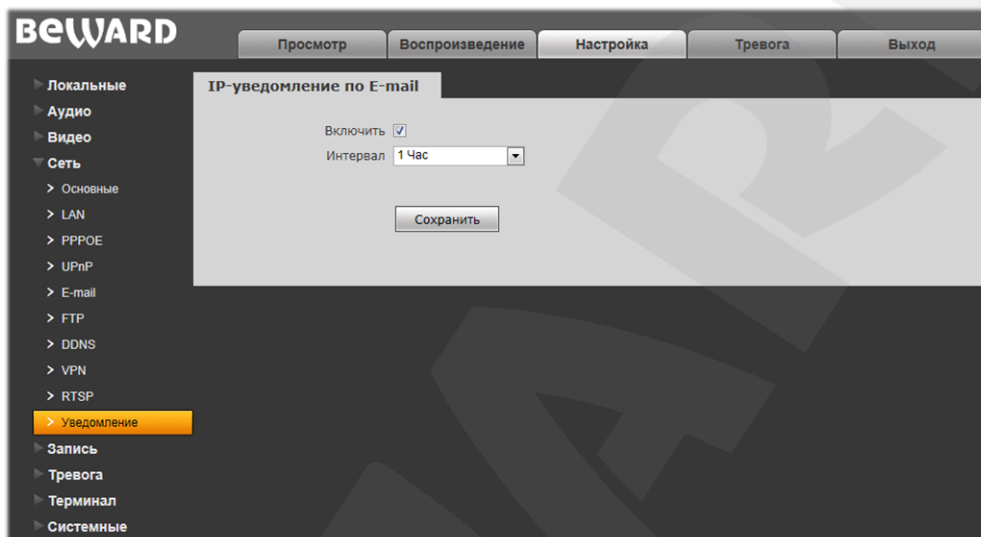 BEWARD
Просмотр Воспроизведение Настройка Тревога Выход
Локальные
Аудио
Видео
Сеть
Основные
LAN
PPPOE
UPnP
E-mail
FTP
DDNS
VPN
RTSP
Уведомление
Запись
Тревога
Терминал
Системные
IP-уведомление по E-mail
Включить
Интервал 1 Час
Сохранить